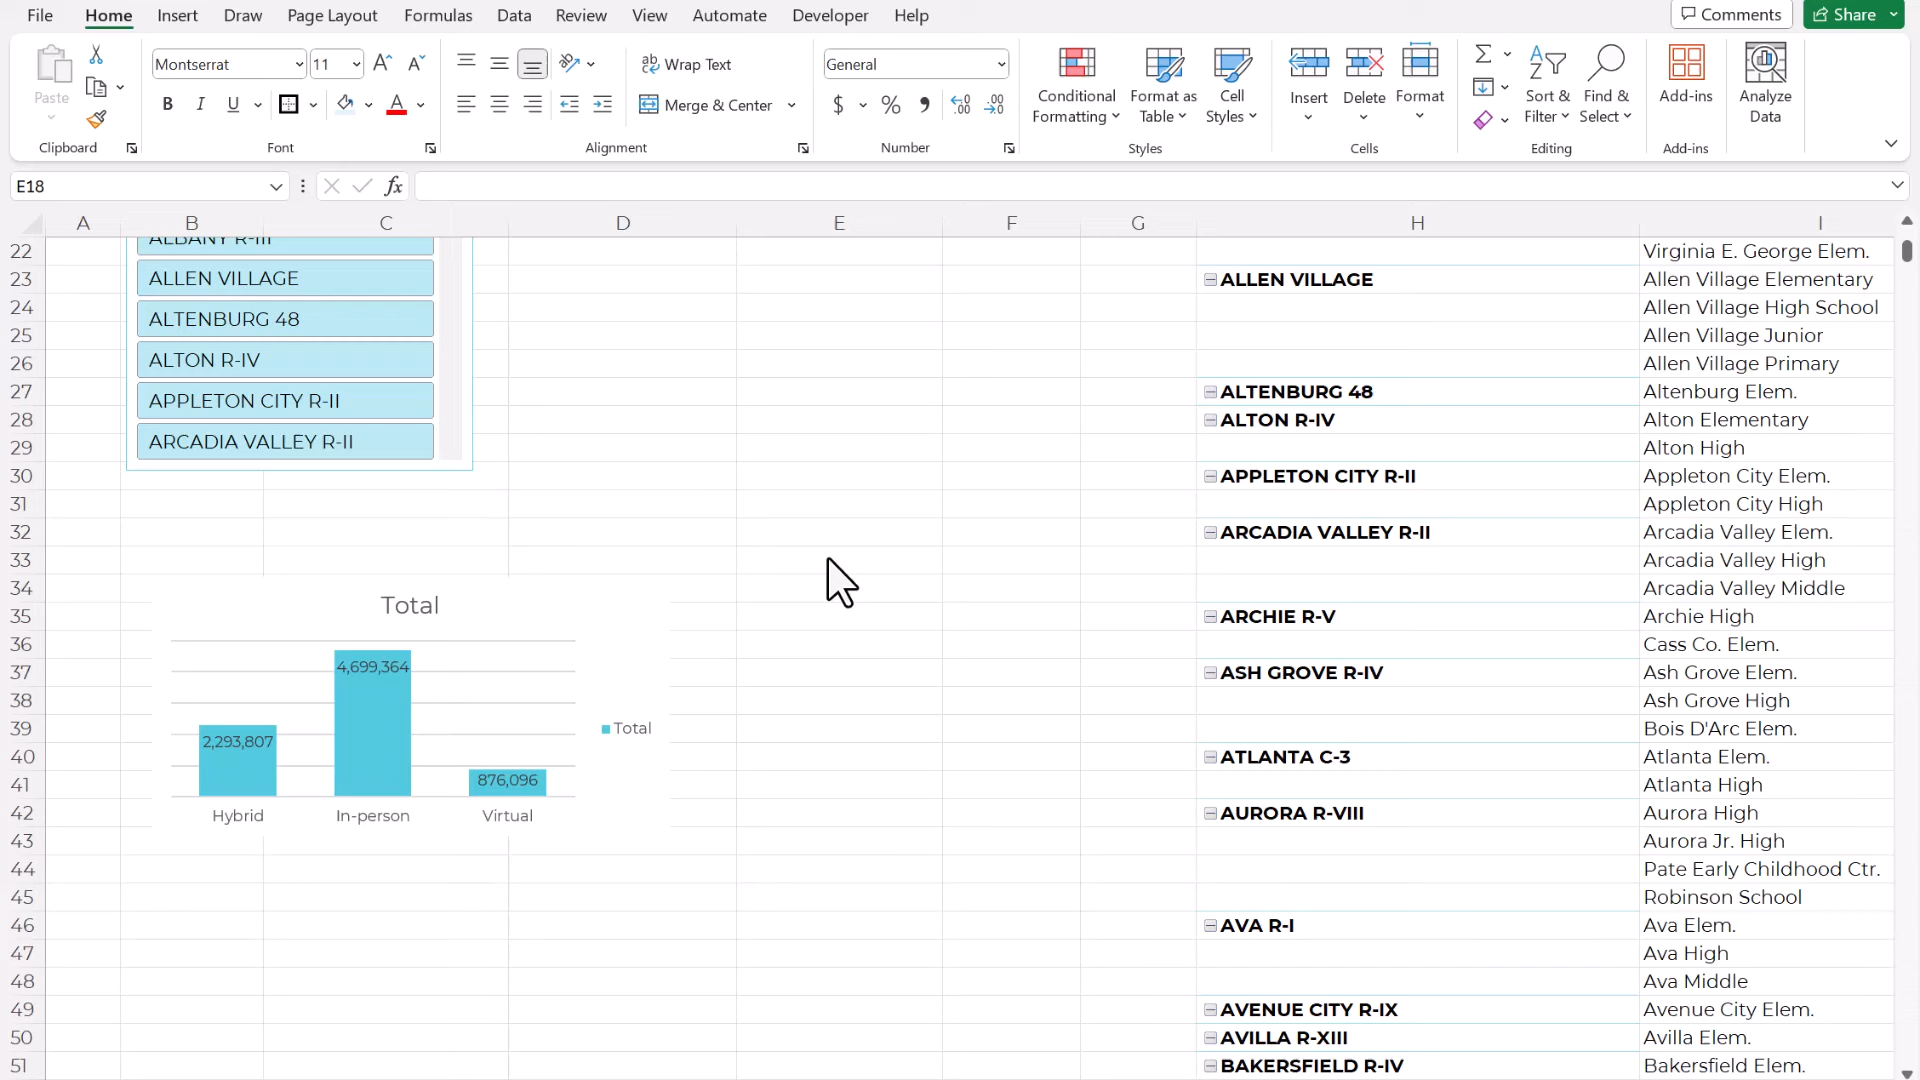 File Home Insert Draw Page Layout Formulas Data Review View Automate Developer Help Comments Share
Paste
Clipboard
Montserrat 11
B I U
Font
Wrap Text
Merge & Center
Alignment
General
$ % ,
Number
Conditional Formatting
Format as Table
Cell Styles
Styles
Insert Delete Format
Cells
Sort & Filter
Find & Select
Editing
Add-ins
Add-ins
Analyze Data
E18 fx
A B C D E F G H I
22 ALBANY R-III Virginia E. George Elem.
23 ALLEN VILLAGE ALLEN VILLAGE Allen Village Elementary
24 Allen Village High School
25 ALTENBURG 48 Allen Village Junior
26 ALTON R-IV Allen Village Primary
27 APPLETON CITY R-II ALTENBURG 48 Altenburg Elem.
28 ALTON R-IV Alton Elementary
29 ARCADIA VALLEY R-II Alton High
30 APPLETON CITY R-II Appleton City Elem.
31 Appleton City High
32 ARCADIA VALLEY R-II Arcadia Valley Elem.
33 Arcadia Valley High
34 Arcadia Valley Middle
35 Total ARCHIE R-V Archie High
36 Cass Co. Elem.
37 4,699,364 ASH GROVE R-IV Ash Grove Elem.
38 Ash Grove High
39 2,293,807 Total Bois D'Arc Elem.
40 ATLANTA C-3 Atlanta Elem.
41 876,096 Atlanta High
42 Hybrid In-person Virtual AURORA R-VIII Aurora High
43 Aurora Jr. High
44 Pate Early Childhood Ctr.
45 Robinson School
46 AVA R-I Ava Elem.
47 Ava High
48 Ava Middle
49 AVENUE CITY R-IX Avenue City Elem.
50 AVILLA R-XIII Avilla Elem.
51 BAKERSFIELD R-IV Bakersfield Elem.